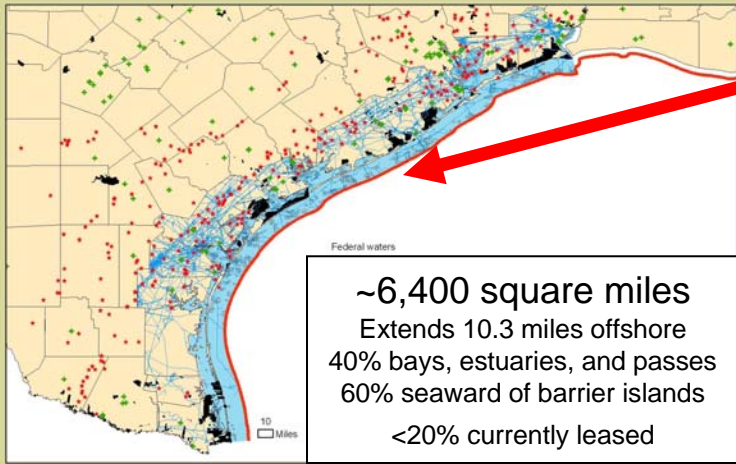 Federal waters
10
Miles
~6,400 square miles
Extends 10.3 miles offshore
40% bays, estuaries, and passes
60% seaward of barrier islands
<20% currently leased